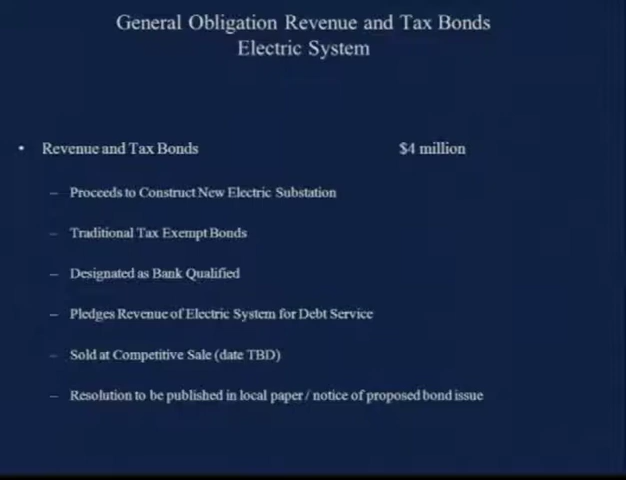 General Obligation Revenue and Tax Bonds
Electric System
• Revenue and Tax Bonds $4 million
– Proceeds to Construct New Electric Substation
– Traditional Tax Exempt Bonds
– Designated as Bank Qualified
– Pledges Revenue of Electric System for Debt Service
– Sold at Competitive Sale (date TBD)
– Resolution to be published in local paper / notice of proposed bond issue